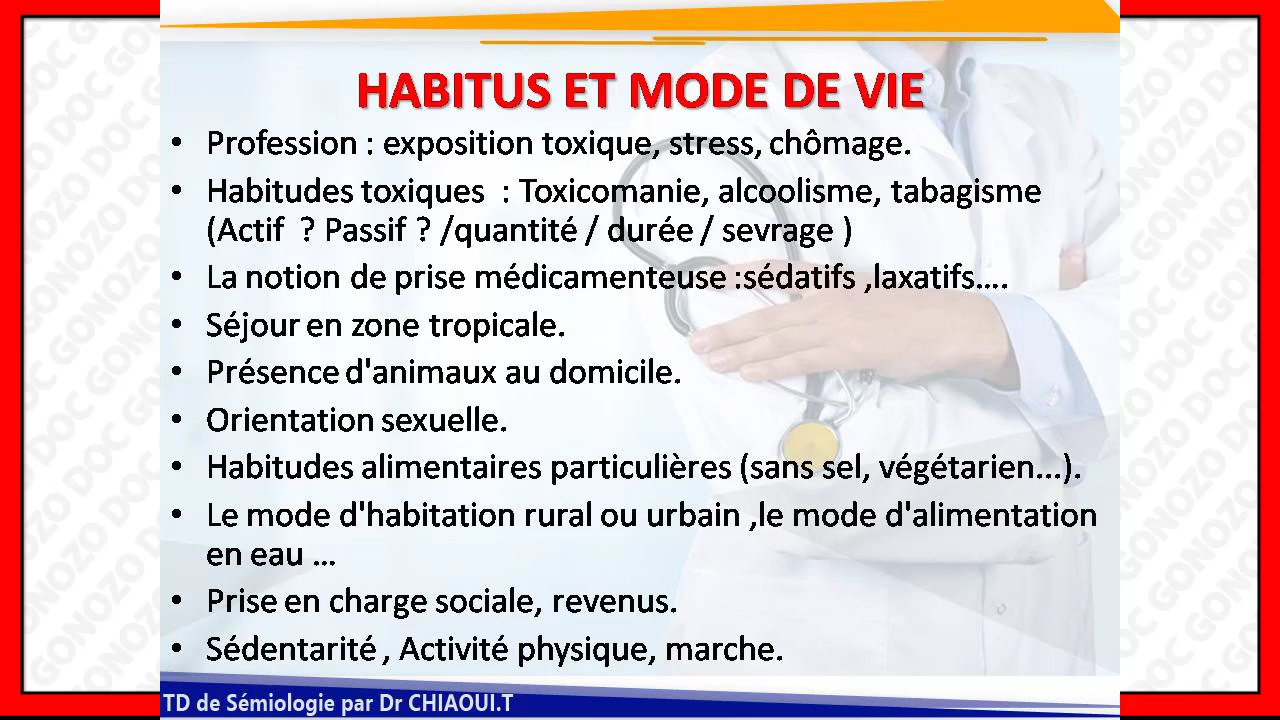 HABITUS ET MODE DE VIE
• Profession : exposition toxique, stress, chômage.
• Habitudes toxiques : Toxicomanie, alcoolisme, tabagisme
(Actif ? Passif ? /quantité / durée / sevrage )
• La notion de prise médicamenteuse :sédatifs ,laxatifs....
• Séjour en zone tropicale.
• Présence d'animaux au domicile.
• Orientation sexuelle.
• Habitudes alimentaires particulières (sans sel, végétarien...).
• Le mode d'habitation rural ou urbain ,le mode d'alimentation
en eau ...
• Prise en charge sociale, revenus.
• Sédentarité , Activité physique, marche.
TD de Sémiologie par Dr CHIAOUI.T
GONOZO DOC